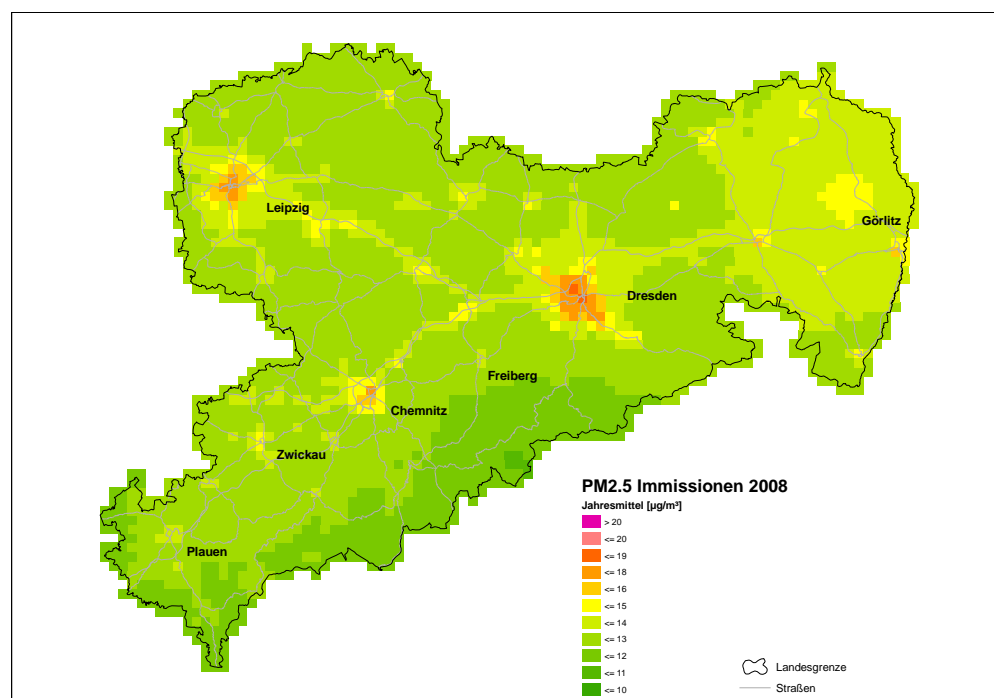 Leipzig
Görlitz
Dresden
Freiberg
Chemnitz
Zwickau
Plauen
PM2.5 Immissionen 2008
Jahresmittel [µg/m³]
> 20
<= 20
<= 19
<= 18
<= 16
<= 15
<= 14
<= 13
<= 12
<= 11
<= 10
Landesgrenze
Straßen